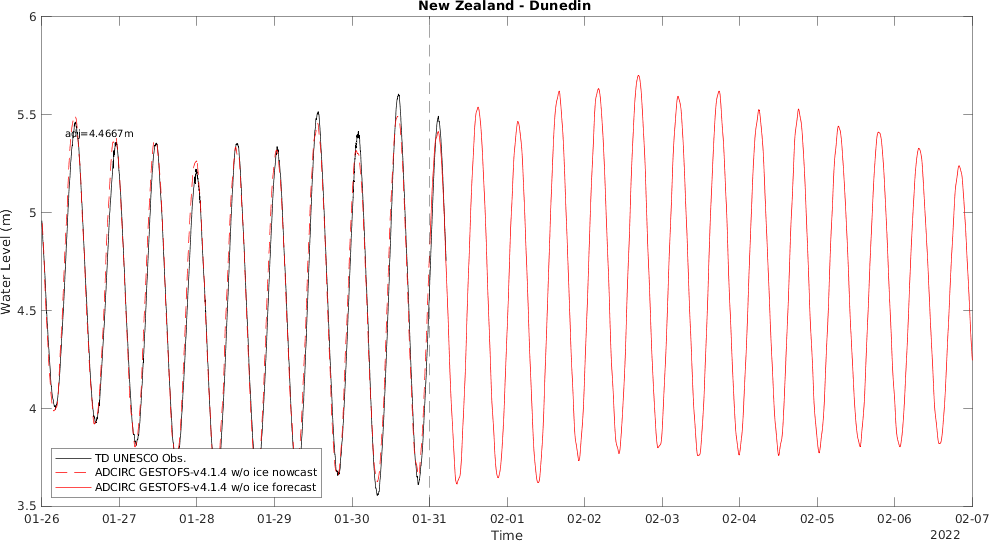 New Zealand - Dunedin
6
5.5
5
4.5
4
3.5
Water Level (m)
adj=4.4667m
TD UNESCO Obs.
ADCIRC GESTOFS-v4.1.4 w/o ice nowcast
ADCIRC GESTOFS-v4.1.4 w/o ice forecast
01-26 01-27 01-28 01-29 01-30 01-31 02-01 02-02 02-03 02-04 02-05 02-06 02-07
Time
2022